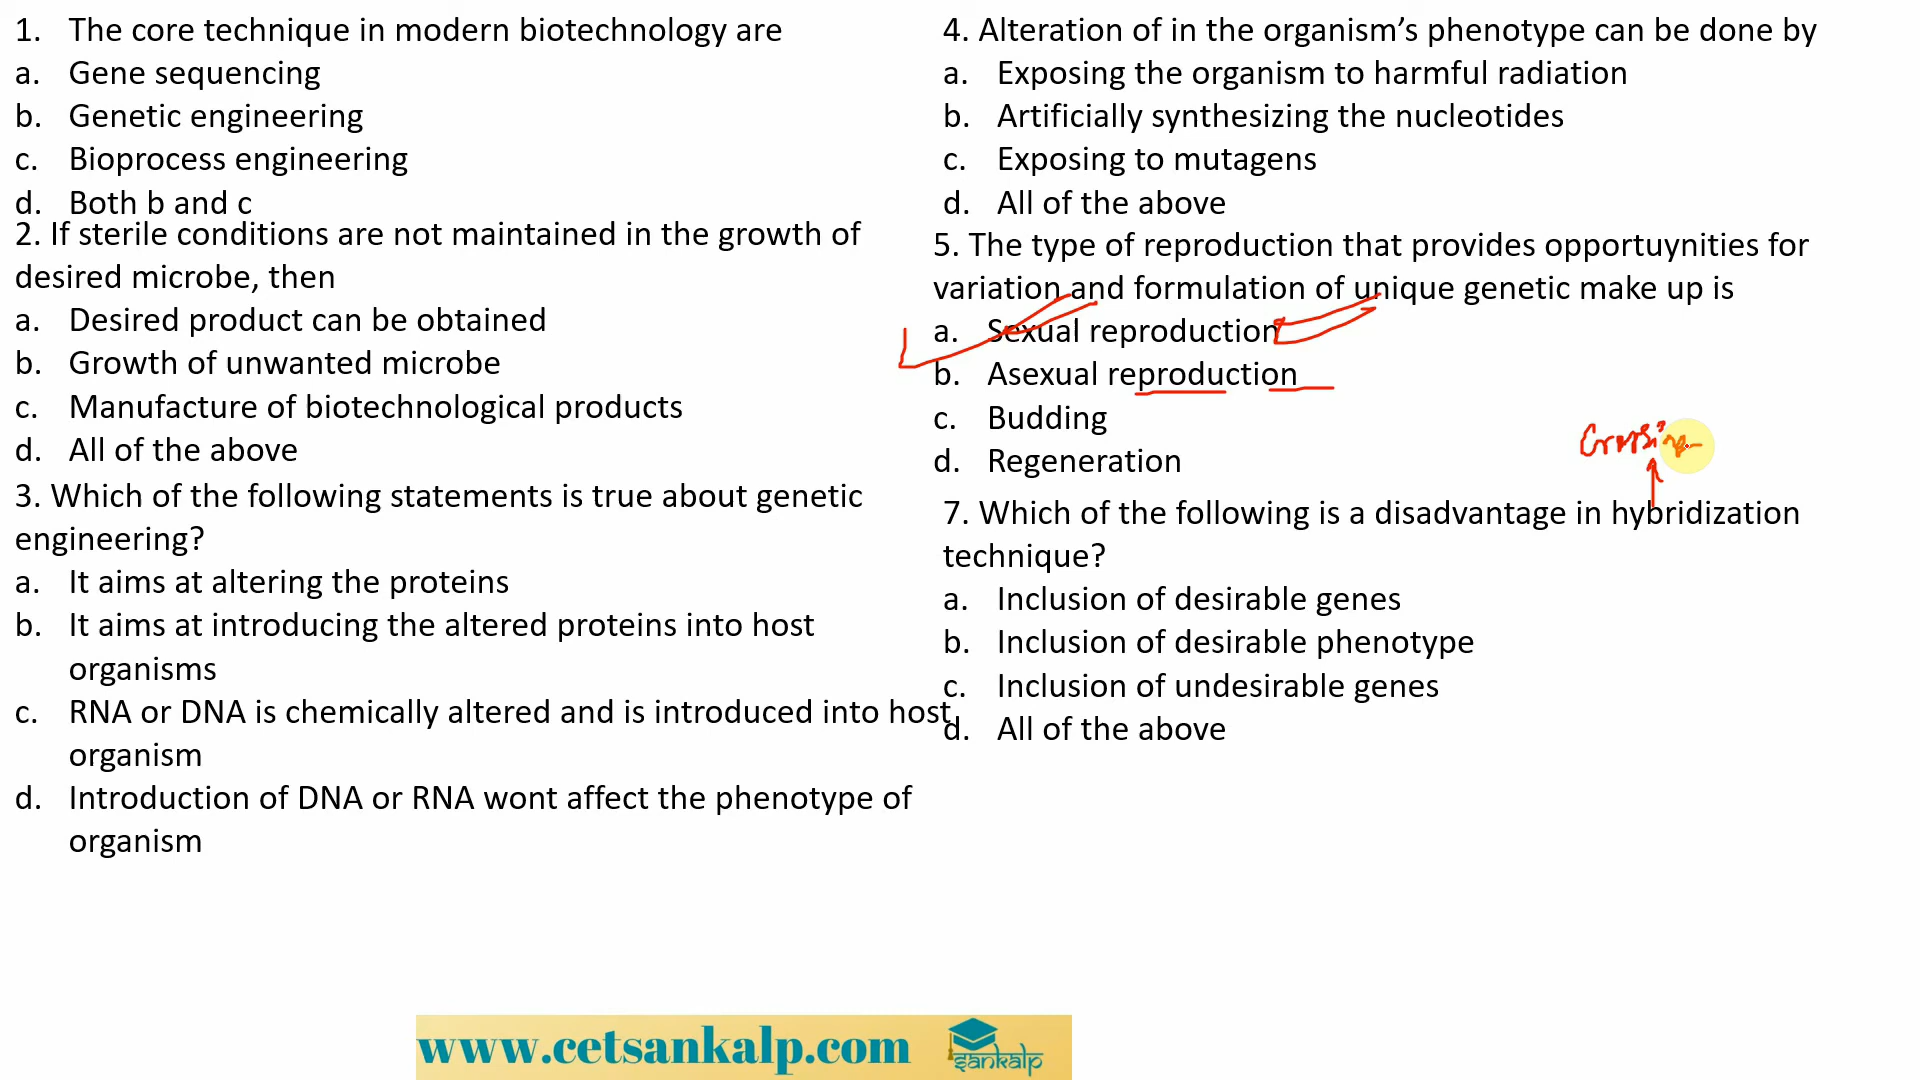 1. The core technique in modern biotechnology are
a. Gene sequencing
b. Genetic engineering
c. Bioprocess engineering
d. Both b and c
2. If sterile conditions are not maintained in the growth of
desired microbe, then
a. Desired product can be obtained
b. Growth of unwanted microbe
c. Manufacture of biotechnological products
d. All of the above
3. Which of the following statements is true about genetic
engineering?
a. It aims at altering the proteins
b. It aims at introducing the altered proteins into host
organisms
c. RNA or DNA is chemically altered and is introduced into host
organism
d. Introduction of DNA or RNA wont affect the phenotype of
organism
4. Alteration of in the organism's phenotype can be done by
a. Exposing the organism to harmful radiation
b. Artificially synthesizing the nucleotides
c. Exposing to mutagens
d. All of the above
5. The type of reproduction that provides opportuynities for
variation and formulation of unique genetic make up is
a. Sexual reproduction
b. Asexual reproduction
c. Budding
d. Regeneration
7. Which of the following is a disadvantage in hybridization
technique?
a. Inclusion of desirable genes
b. Inclusion of desirable phenotype
c. Inclusion of undesirable genes
d. All of the above
www.cetsankalp.com
sankalp